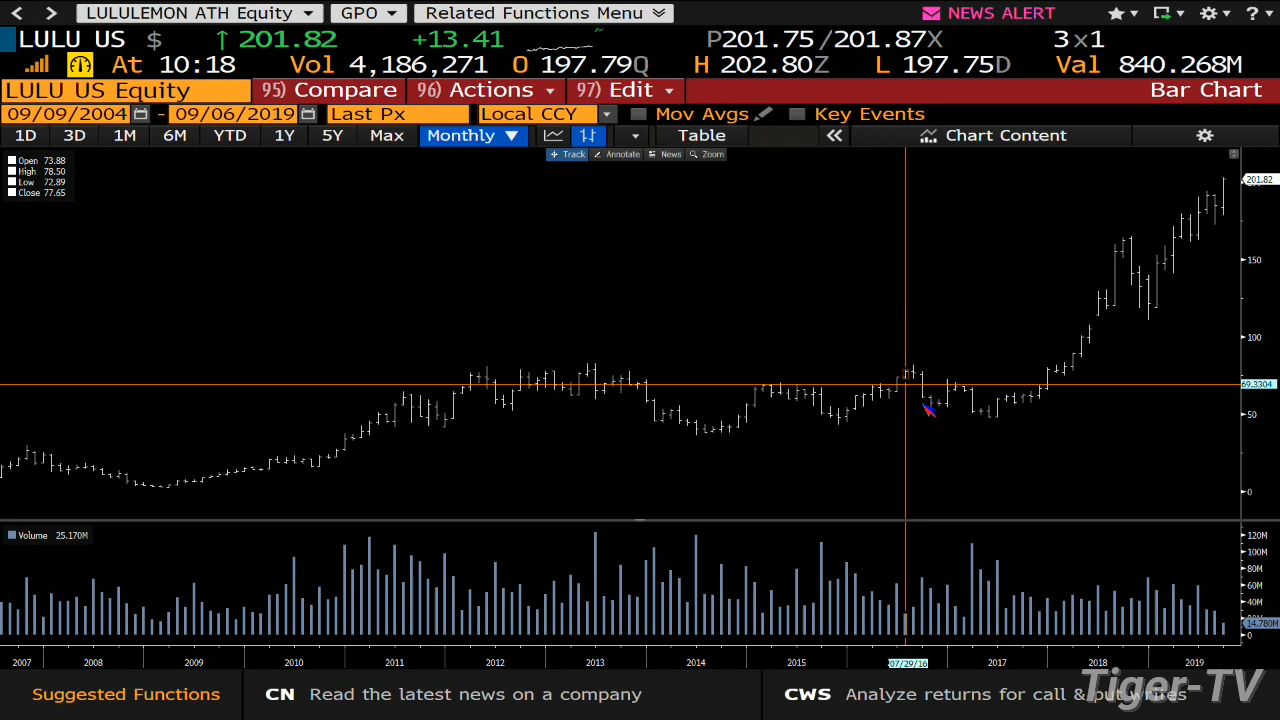 LULULEMON ATH Equity GPO Related Functions Menu NEWS ALERT ?
LULU US $ ↑ 201.82 +13.41 P201.75/201.87X 3x1
At 10:18 Vol 4,186,271 O 197.79Q H 202.80Z L 197.75D Val 840.268M
LULU US Equity 95) Compare 96) Actions 97) Edit Bar Chart
09/09/2004 - 09/06/2019 Last Px Local CCY Mov Avgs Key Events
1D 3D 1M 6M YTD 1Y 5Y Max Monthly ▼ Table « Chart Content
Track Annotate News Zoom
Open 73.88
High 78.50
Low 72.89
Close 77.65
201.82
150
100
69.3304
50
0
Volume 25.170M
120M
100M
80M
60M
40M
14.780M
0
2007 2008 2009 2010 2011 2012 2013 2014 2015 07/29/16 2017 2018 2019
Suggested Functions CN Read the latest news on a company CWS Analyze returns for call & put writes
Tiger-TV